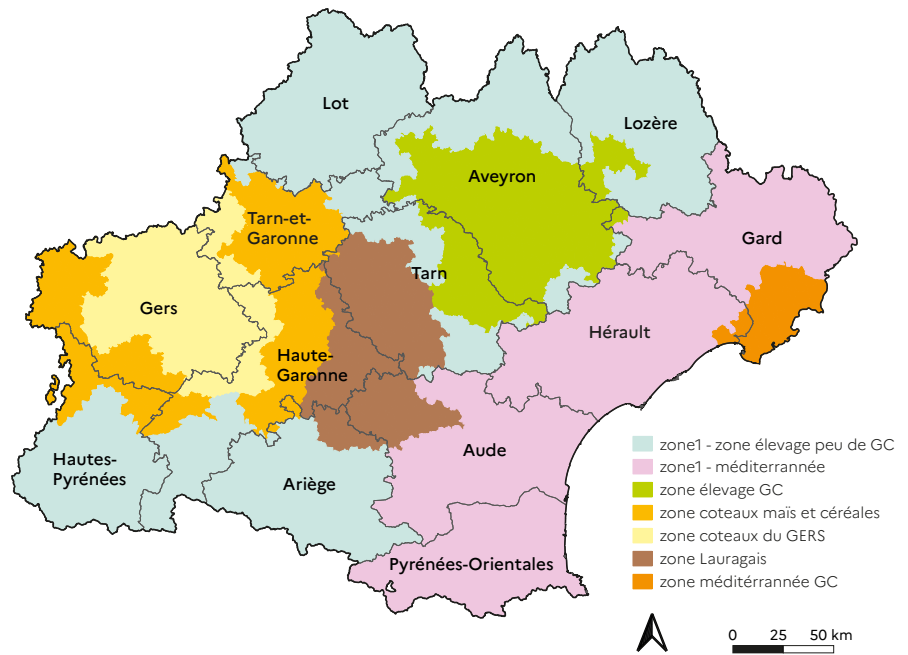 Lot
Lozère
Aveyron
Tarn-et-
Garonne
Gard
Tarn
Gers
Hérault
Haute-
Garonne
Aude
Hautes-
Pyrénées
Ariège
Pyrénées-Orientales
zone1 - zone élevage peu de GC
zone1 - méditerrannée
zone élevage GC
zone coteaux maïs et céréales
zone coteaux du GERS
zone Lauragais
zone méditérrannée GC
0 25 50 km